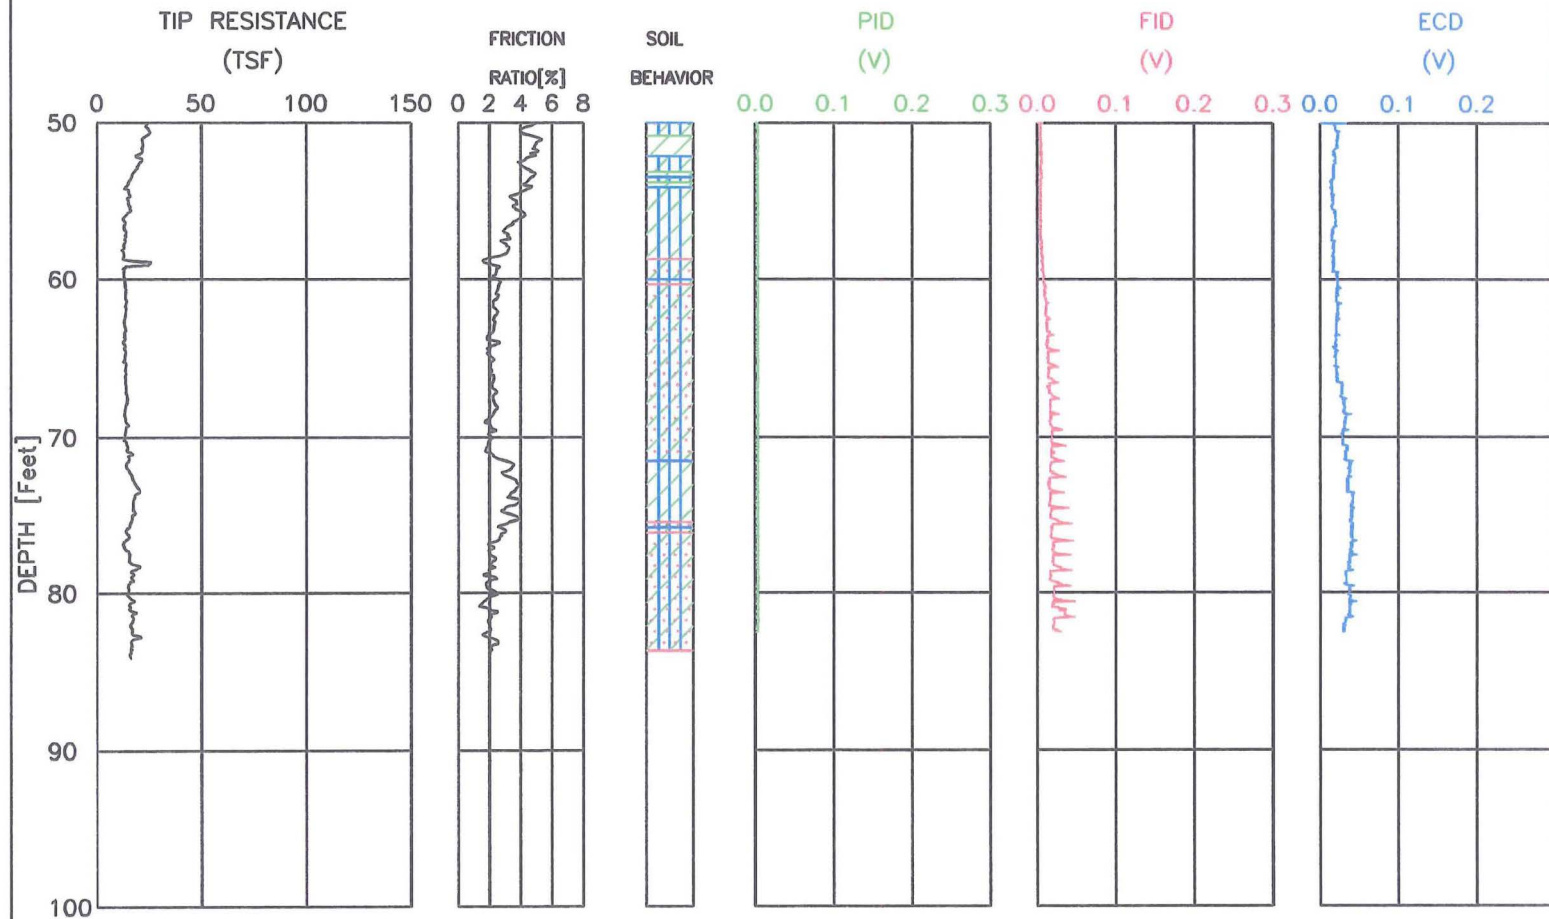 TIP RESISTANCE
(TSF)
0 50 100 150
FRICTION
RATIO[%]
0 2 4 6 8
SOIL
BEHAVIOR
PID
(V)
0.0 0.1 0.2 0.3
FID
(V)
0.0 0.1 0.2 0.3
ECD
(V)
0.0 0.1 0.2
DEPTH [Feet]
50
60
70
80
90
100